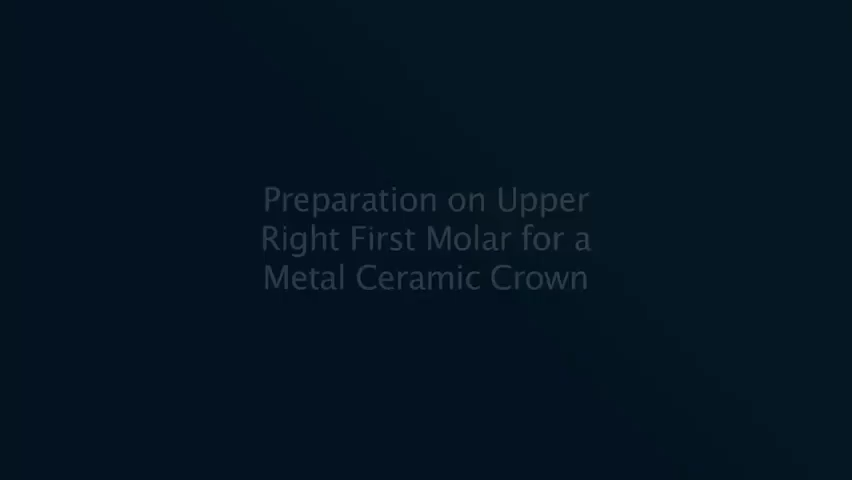 Preparation on Upper
Right First Molar for a
Metal Ceramic Crown